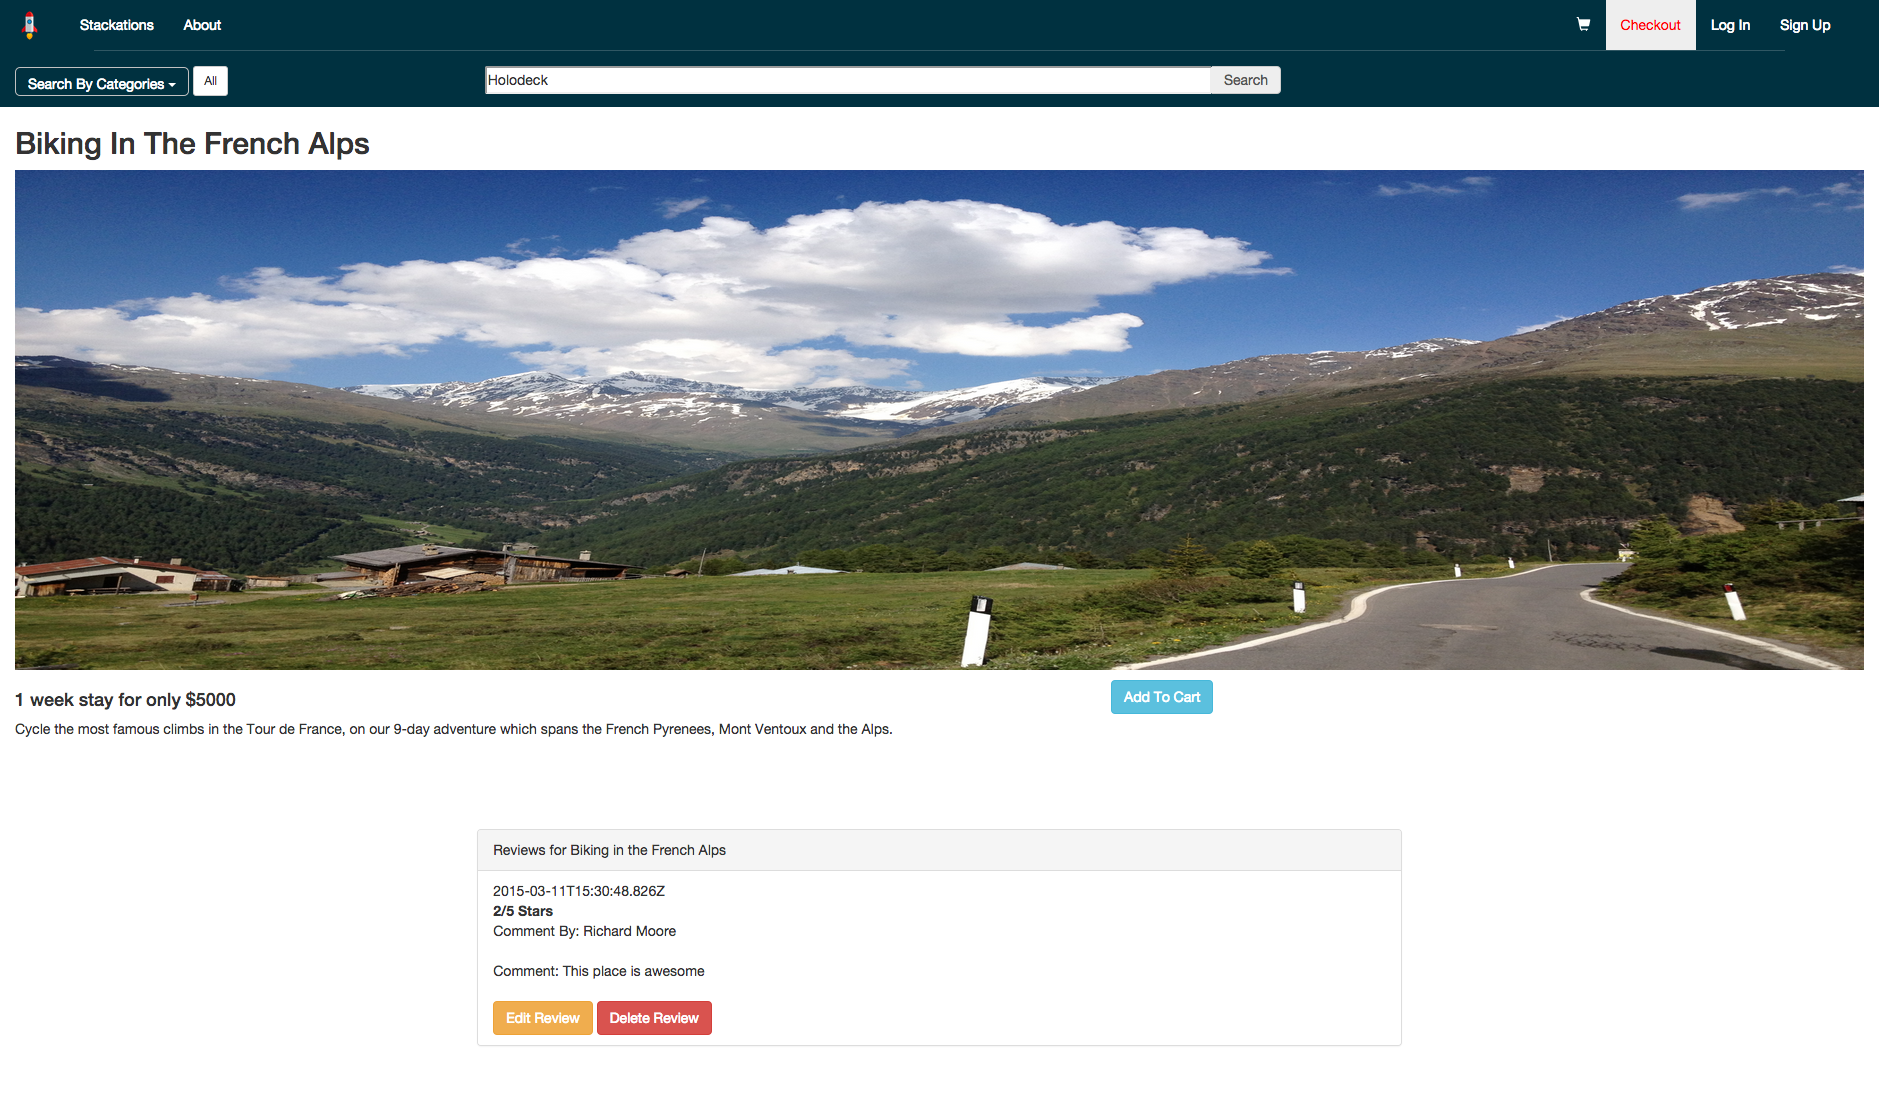 Stackations About Checkout Log In Sign Up
Search By Categories All Holodeck Search
Biking In The French Alps
1 week stay for only $5000 Add To Cart
Cycle the most famous climbs in the Tour de France, on our 9-day adventure which spans the French Pyrenees, Mont Ventoux and the Alps.
Reviews for Biking in the French Alps
2015-03-11T15:30:48.826Z
2/5 Stars
Comment By: Richard Moore
Comment: This place is awesome
Edit Review Delete Review